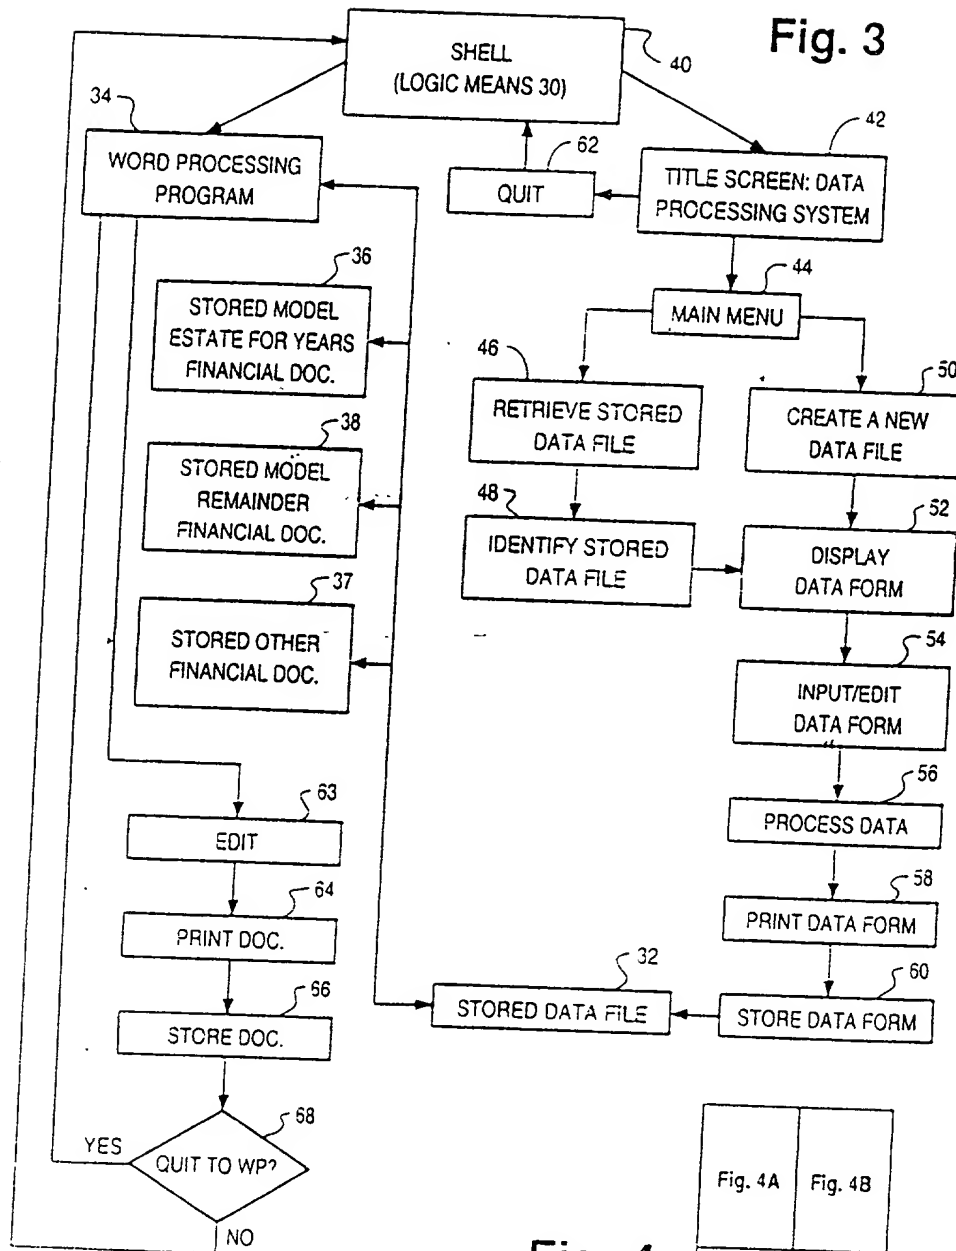 Fig. 3
SHELL
(LOGIC MEANS 30)
40
34
WORD PROCESSING
PROGRAM
62
QUIT
42
TITLE SCREEN: DATA
PROCESSING SYSTEM
36
STORED MODEL
ESTATE FOR YEARS
FINANCIAL DOC.
44
MAIN MENU
46
RETRIEVE STORED
DATA FILE
50
CREATE A NEW
DATA FILE
38
STORED MODEL
REMAINDER
FINANCIAL DOC.
48
IDENTIFY STORED
DATA FILE
52
DISPLAY
DATA FORM
37
STORED OTHER
FINANCIAL DOC.
54
INPUT/EDIT
DATA FORM
63
EDIT
56
PROCESS DATA
64
PRINT DOC.
58
PRINT DATA FORM
66
STORE DOC.
32
STORED DATA FILE
60
STORE DATA FORM
68
YES
QUIT TO WP?
NO
Fig. 4A
Fig. 4B
Fig. 4